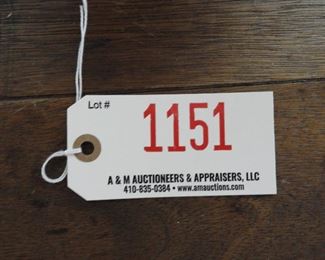 Lot #
1151
A & M AUCTIONEERS & APPRAISERS, LLC
410-835-0384 • www.amauctions.com